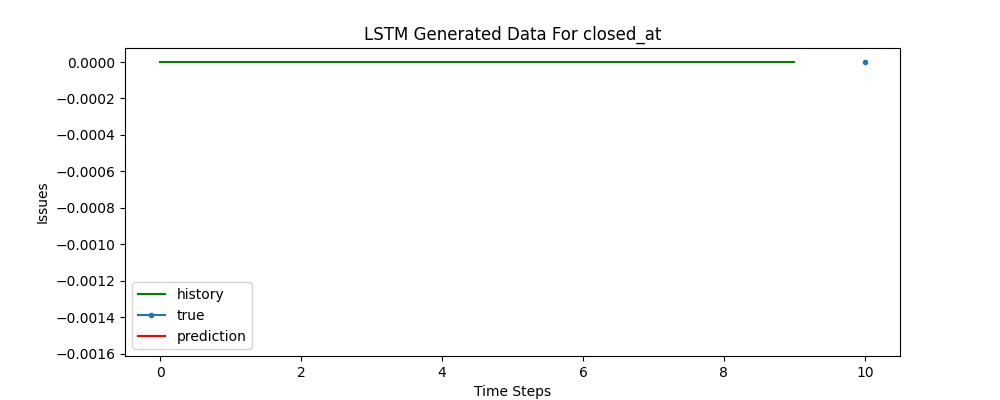 LSTM Generated Data For closed_at
0.0000
−0.0002
−0.0004
−0.0006
−0.0008
−0.0010
−0.0012
−0.0014
−0.0016
Issues
history
true
prediction
0 2 4 6 8 10
Time Steps